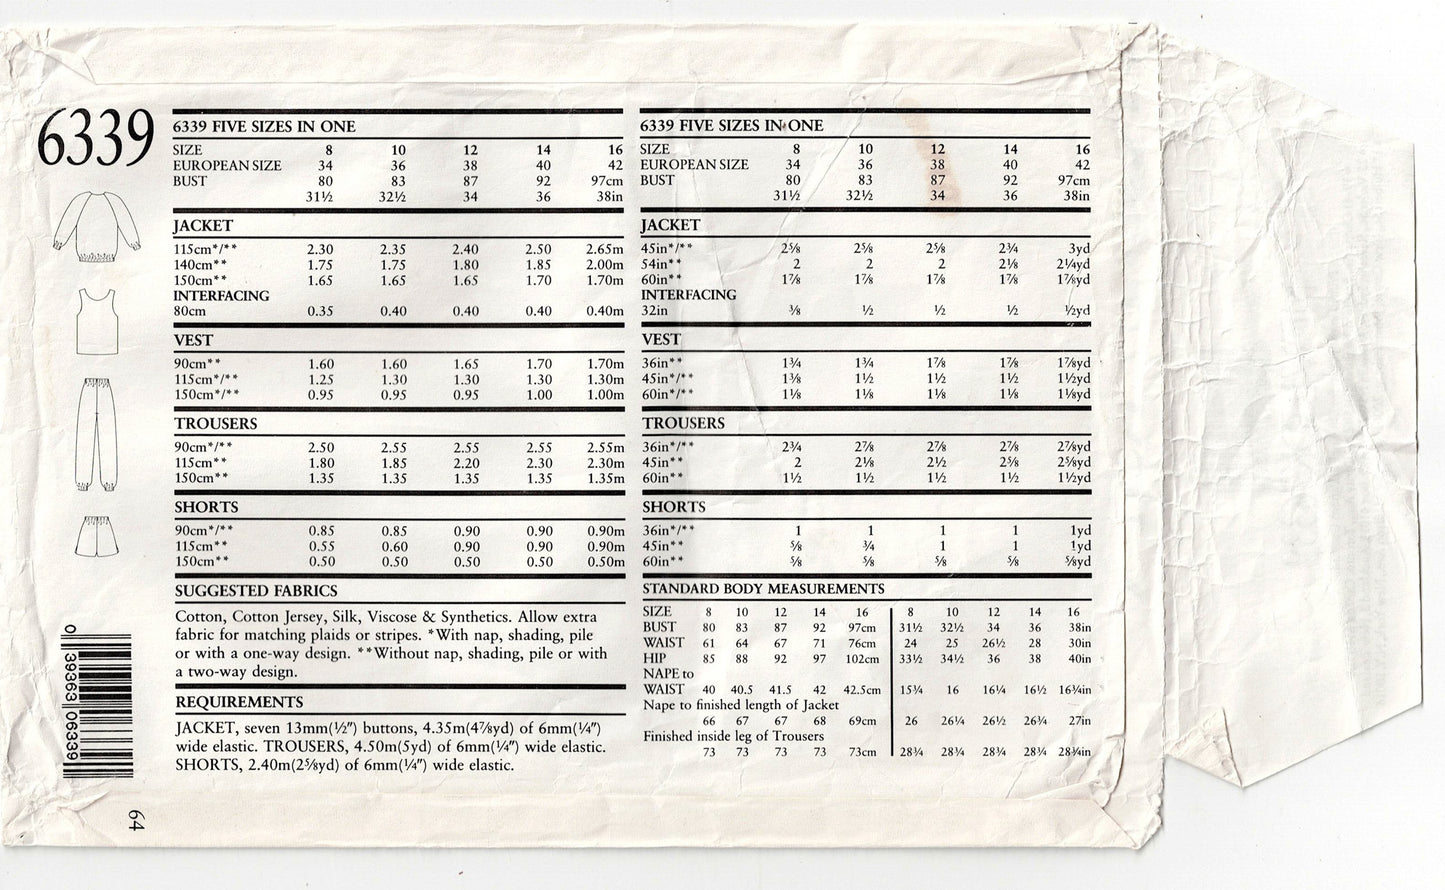 6339
6339 FIVE SIZES IN ONE
SIZE 8 10 12 14 16
EUROPEAN SIZE 34 36 38 40 42
BUST 80 83 87 92 97cm
31½ 32½ 34 36 38in
JACKET
115cm*/** 2.30 2.35 2.40 2.50 2.65m
140cm** 1.75 1.75 1.80 1.85 2.00m
150cm** 1.65 1.65 1.65 1.70 1.70m
INTERFACING
80cm 0.35 0.40 0.40 0.40 0.40m
VEST
90cm** 1.60 1.60 1.65 1.70 1.70m
115cm*/** 1.25 1.30 1.30 1.30 1.30m
150cm*/** 0.95 0.95 0.95 1.00 1.00m
TROUSERS
90cm*/** 2.50 2.55 2.55 2.55 2.55m
115cm** 1.80 1.85 2.20 2.30 2.30m
150cm** 1.35 1.35 1.35 1.35 1.35m
SHORTS
90cm*/** 0.85 0.85 0.90 0.90 0.90m
115cm** 0.55 0.60 0.90 0.90 0.90m
150cm** 0.50 0.50 0.50 0.50 0.50m
SUGGESTED FABRICS
Cotton, Cotton Jersey, Silk, Viscose & Synthetics. Allow extra
fabric for matching plaids or stripes. *With nap, shading, pile
or with a one-way design. **Without nap, shading, pile or with
a two-way design.
REQUIREMENTS
JACKET, seven 13mm(½") buttons, 4.35m(4⅞yd) of 6mm(¼")
wide elastic. TROUSERS, 4.50m(5yd) of 6mm(¼") wide elastic.
SHORTS, 2.40m(2⅝yd) of 6mm(¼") wide elastic.
6339 FIVE SIZES IN ONE
SIZE 8 10 12 14 16
EUROPEAN SIZE 34 36 38 40 42
BUST 80 83 87 92 97cm
31½ 32½ 34 36 38in
JACKET
45in*/** 2⅝ 2⅝ 2⅝ 2¾ 3yd
54in** 2 2 2 2⅛ 2¼yd
60in** 1⅞ 1⅞ 1⅞ 1⅞ 1⅞yd
INTERFACING
32in ⅜ ½ ½ ½ ½yd
VEST
36in** 1¾ 1¾ 1⅞ 1⅞ 1⅞yd
45in*/** 1⅜ 1½ 1½ 1½ 1½yd
60in*/** 1⅛ 1⅛ 1⅛ 1⅛ 1⅛yd
TROUSERS
36in*/** 2¾ 2⅞ 2⅞ 2⅞ 2⅞yd
45in** 2 2⅛ 2½ 2⅝ 2⅝yd
60in** 1½ 1½ 1½ 1½ 1½yd
SHORTS
36in*/** 1 1 1 1 1yd
45in** ⅝ ¾ 1 1 1yd
60in** ⅝ ⅝ ⅝ ⅝ ⅝yd
STANDARD BODY MEASUREMENTS
SIZE 8 10 12 14 16 8 10 12 14 16
BUST 80 83 87 92 97cm 31½ 32½ 34 36 38in
WAIST 61 64 67 71 76cm 24 25 26½ 28 30in
HIP 85 88 92 97 102cm 33½ 34½ 36 38 40in
NAPE to
WAIST 40 40.5 41.5 42 42.5cm 15¾ 16 16¼ 16½ 16¾in
Nape to finished length of Jacket
66 67 67 68 69cm 26 26¼ 26½ 26¾ 27in
Finished inside leg of Trousers
73 73 73 73 73cm 28¾ 28¾ 28¾ 28¾ 28¾in
0 39363 06339
64